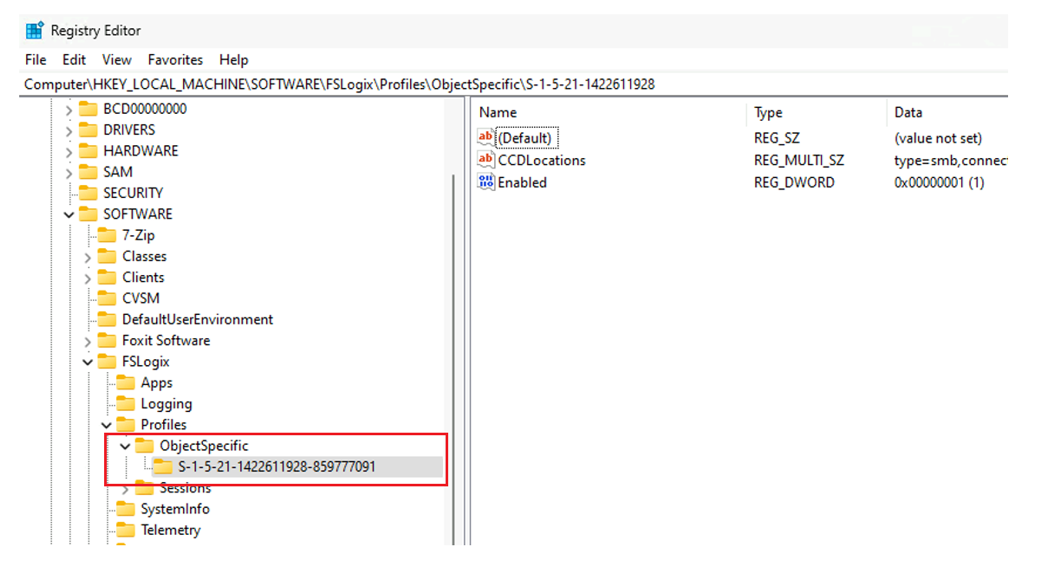 Registry Editor
File Edit View Favorites Help
Computer\HKEY_LOCAL_MACHINE\SOFTWARE\FSLogix\Profiles\ObjectSpecific\S-1-5-21-1422611928
BCD00000000
DRIVERS
HARDWARE
SAM
SECURITY
SOFTWARE
7-Zip
Classes
Clients
CVSM
DefaultUserEnvironment
Foxit Software
FSLogix
Apps
Logging
Profiles
ObjectSpecific
S-1-5-21-1422611928-859777091
Sessions
SystemInfo
Telemetry
Name Type Data
(Default) REG_SZ (value not set)
CCDLocations REG_MULTI_SZ type=smb,connec
Enabled REG_DWORD 0x00000001 (1)